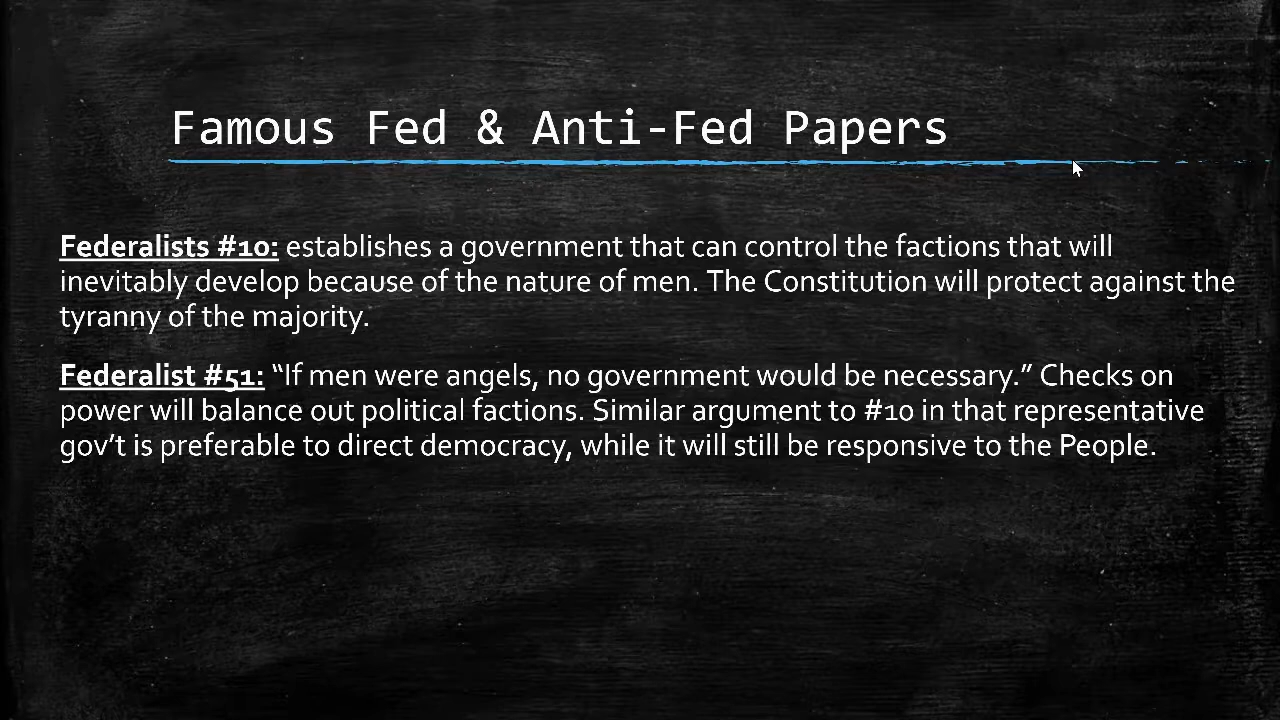 Famous Fed & Anti-Fed Papers
Federalists #10: establishes a government that can control the factions that will
inevitably develop because of the nature of men. The Constitution will protect against the
tyranny of the majority.
Federalist #51: “If men were angels, no government would be necessary.” Checks on
power will balance out political factions. Similar argument to #10 in that representative
gov’t is preferable to direct democracy, while it will still be responsive to the People.